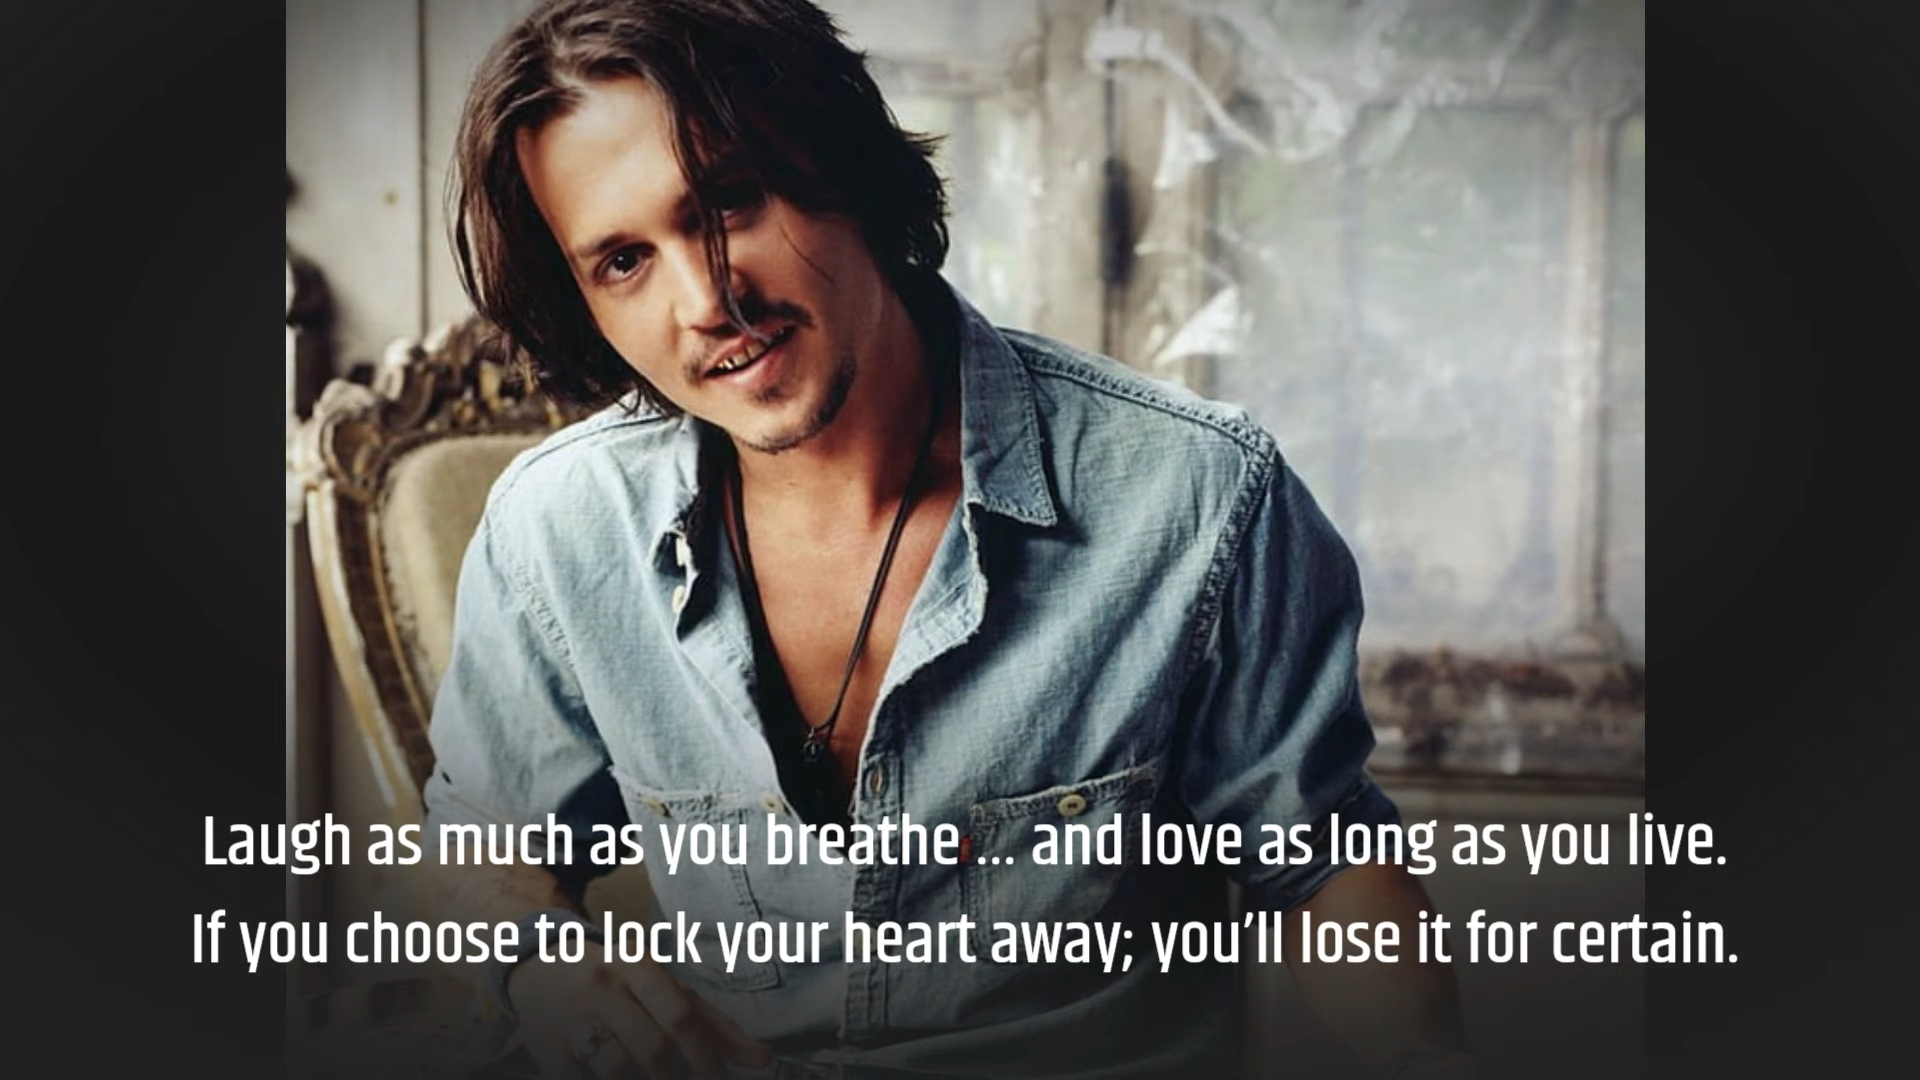 Laugh as much as you breathe ... and love as long as you live.
If you choose to lock your heart away; you’ll lose it for certain.